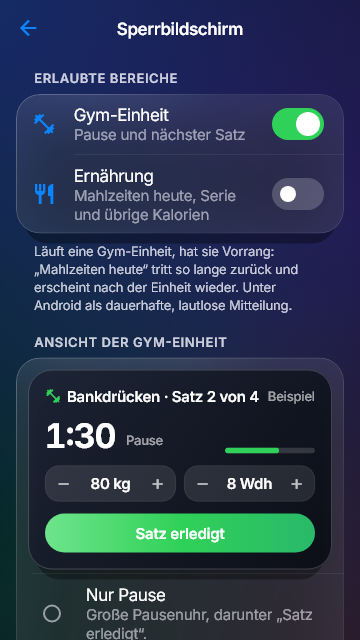 Sperrbildschirm
ERLAUBTE BEREICHE
Gym-Einheit
Pause und nächster Satz
Ernährung
Mahlzeiten heute, Serie
und übrige Kalorien
Läuft eine Gym-Einheit, hat sie Vorrang:
„Mahlzeiten heute“ tritt so lange zurück und
erscheint nach der Einheit wieder. Unter
Android als dauerhafte, lautlose Mitteilung.
ANSICHT DER GYM-EINHEIT
Bankdrücken · Satz 2 von 4 Beispiel
1:30 Pause
− 80 kg + − 8 Wdh +
Satz erledigt
Nur Pause
Große Pausenuhr, darunter „Satz
erledigt“.